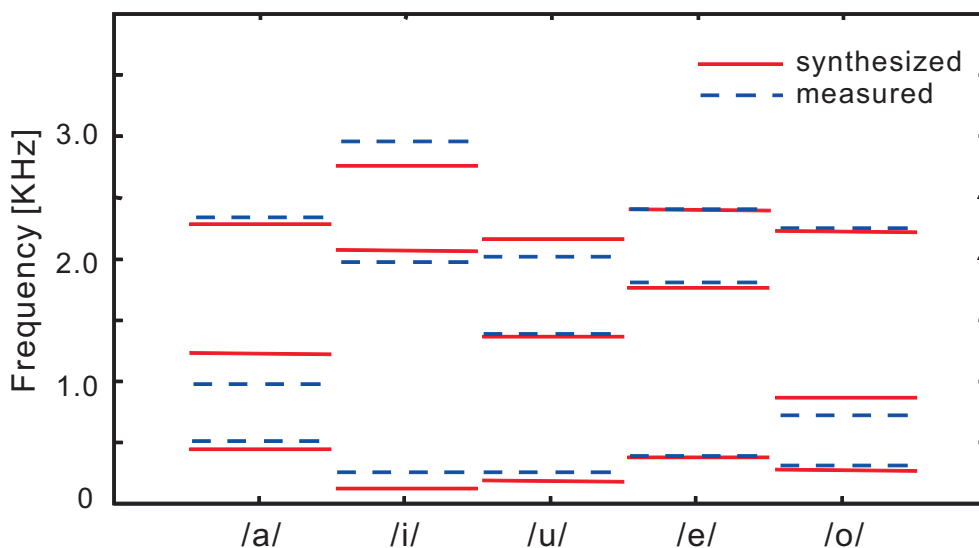 synthesized
measured
Frequency [KHz]
3.0
2.0
1.0
0
/a/ /i/ /u/ /e/ /o/